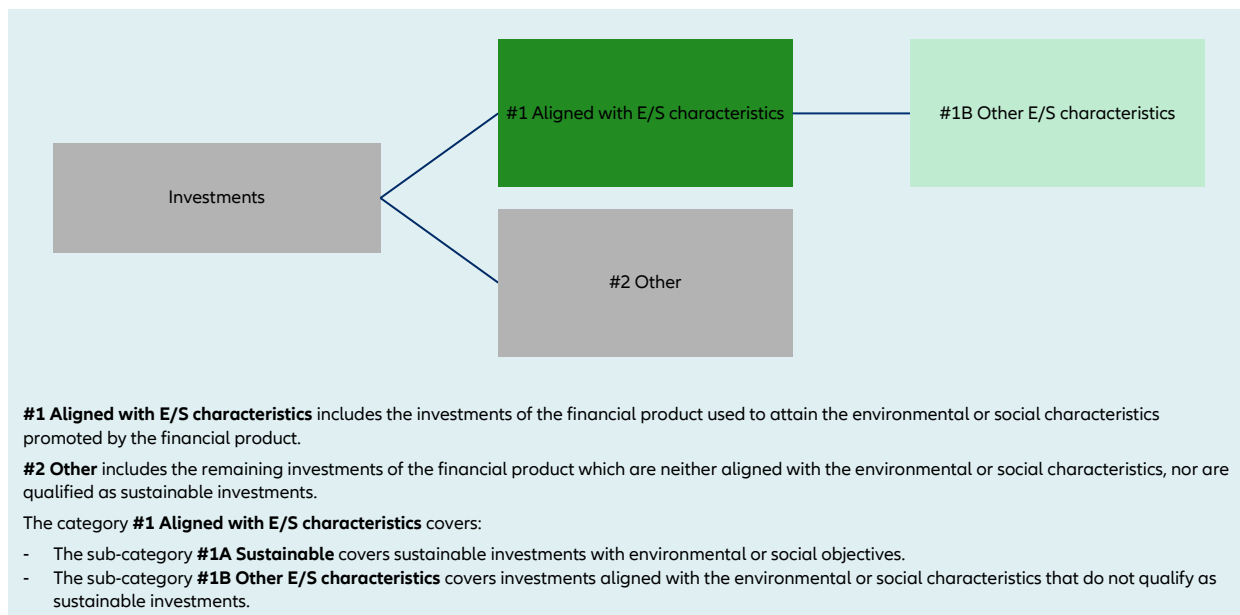 #1 Aligned with E/S characteristics
#1B Other E/S characteristics
Investments
#2 Other
#1 Aligned with E/S characteristics includes the investments of the financial product used to attain the environmental or social characteristics
promoted by the financial product.
#2 Other includes the remaining investments of the financial product which are neither aligned with the environmental or social characteristics, nor are
qualified as sustainable investments.
The category #1 Aligned with E/S characteristics covers:
- The sub-category #1A Sustainable covers sustainable investments with environmental or social objectives.
- The sub-category #1B Other E/S characteristics covers investments aligned with the environmental or social characteristics that do not qualify as
sustainable investments.